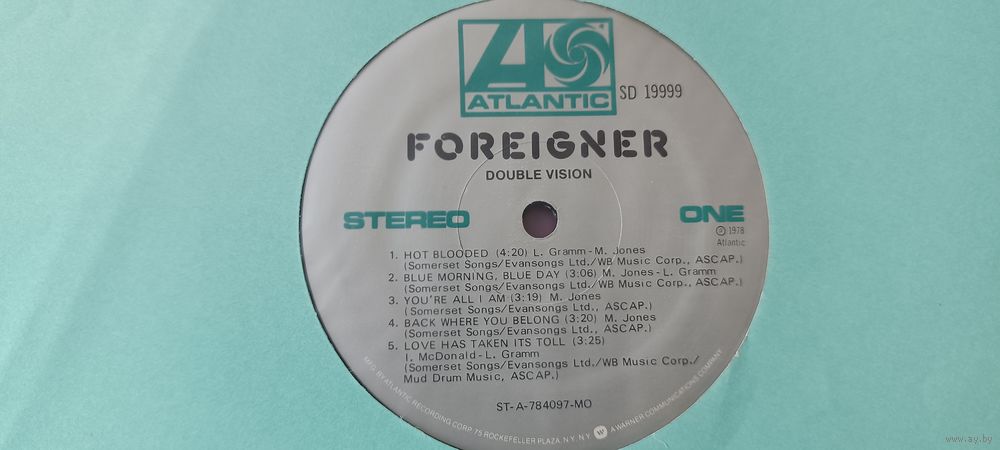 ATLANTIC
SD 19999
FOREIGNER
DOUBLE VISION
STEREO
ONE
℗ 1978
Atlantic
1. HOT BLOODED (4:20) L. Gramm - M. Jones
(Somerset Songs/Evansongs Ltd./WB Music Corp., ASCAP.)
2. BLUE MORNING, BLUE DAY (3:06) M. Jones - L. Gramm
(Somerset Songs/Evansongs Ltd./WB Music Corp., ASCAP.)
3. YOU'RE ALL I AM (3:19) M. Jones
(Somerset Songs/Evansongs Ltd., ASCAP.)
4. BACK WHERE YOU BELONG (3:20) M. Jones
(Somerset Songs/Evansongs Ltd., ASCAP.)
5. LOVE HAS TAKEN ITS TOLL (3:25)
I. McDonald - L. Gramm
(Somerset Songs/Evansongs Ltd./WB Music Corp./
Mud Drum Music, ASCAP.)
ST-A-784097-MO
MFG. BY ATLANTIC RECORDING CORP. 75 ROCKEFELLER PLAZA, N.Y. N.Y. W A WARNER COMMUNICATIONS COMPANY
www.ay.by